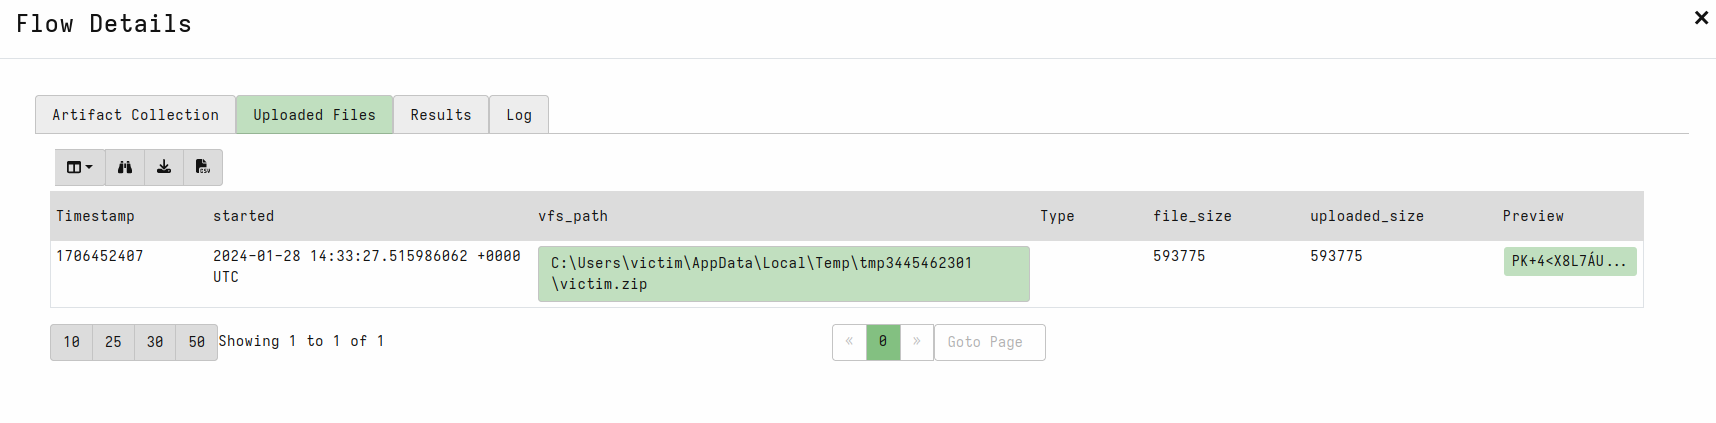 Flow Details
Artifact Collection Uploaded Files Results Log
CSV
Timestamp started vfs_path Type file_size uploaded_size Preview
1706452407 2024-01-28 14:33:27.515986062 +0000 C:\Users\victim\AppData\Local\Temp\tmp3445462301 593775 593775 PK+4<X8L7ÁU...
UTC \victim.zip
10 25 30 50 Showing 1 to 1 of 1 « 0 » Goto Page